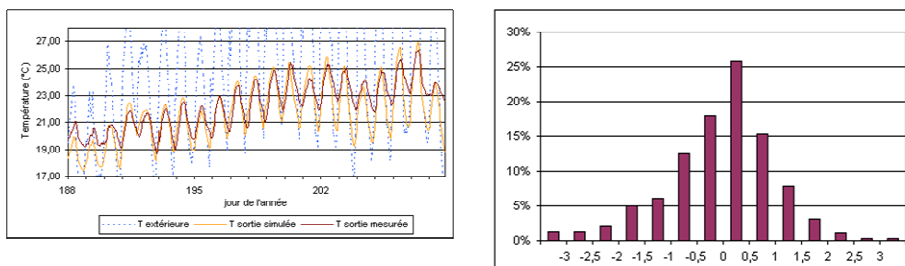 27,00
25,00
23,00
21,00
19,00
17,00
Température (°C)
188 195 202
jour de l'année
T extérieure T sortie simulée T sortie mesurée
30%
25%
20%
15%
10%
5%
0%
-3 -2,5 -2 -1,5 -1 -0,5 0 0,5 1 1,5 2 2,5 3